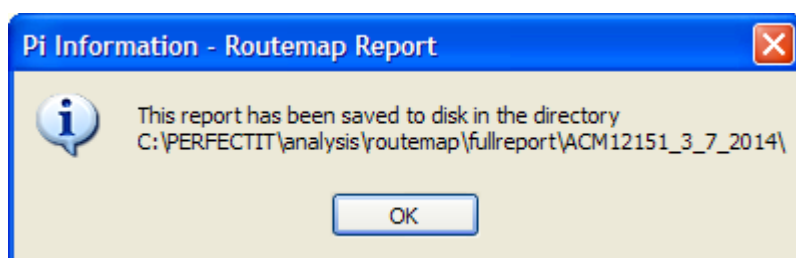 Pi Information - Routemap Report
This report has been saved to disk in the directory
C:\PERFECTIT\analysis\routemap\fullreport\ACM12151_3_7_2014\
OK